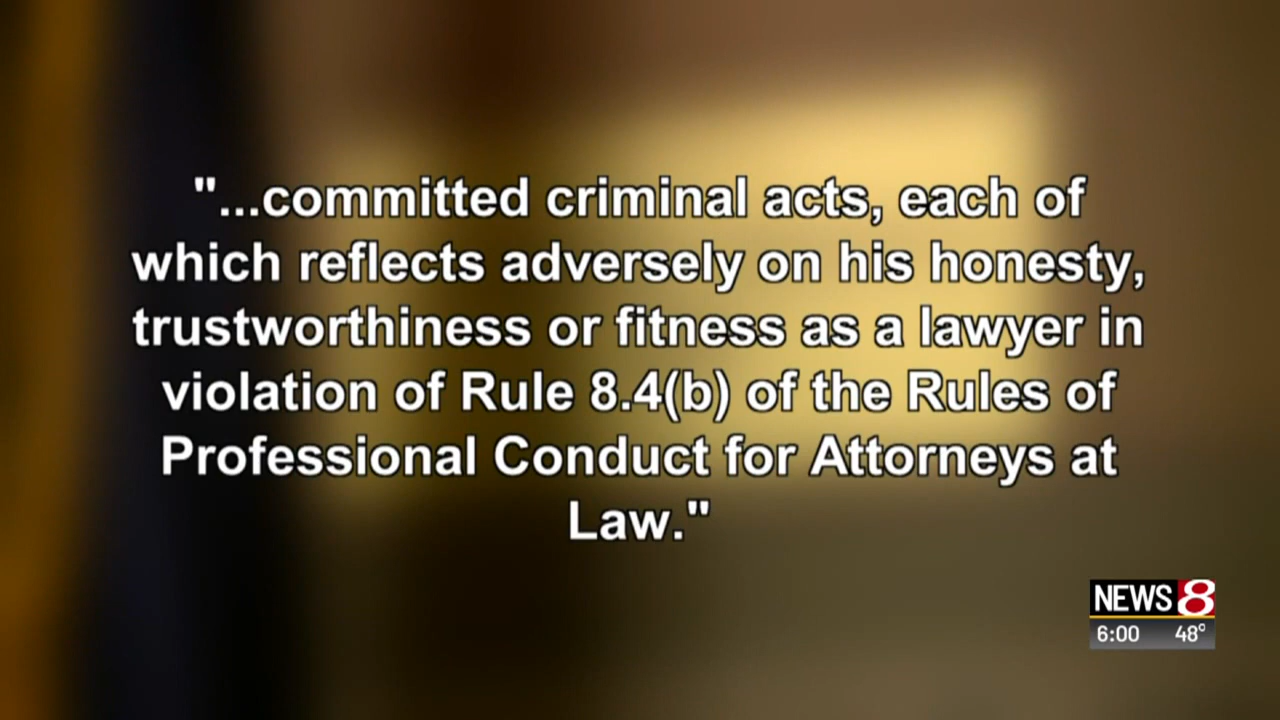 "...committed criminal acts, each of
which reflects adversely on his honesty,
trustworthiness or fitness as a lawyer in
violation of Rule 8.4(b) of the Rules of
Professional Conduct for Attorneys at
Law."
NEWS 8
6:00 48°